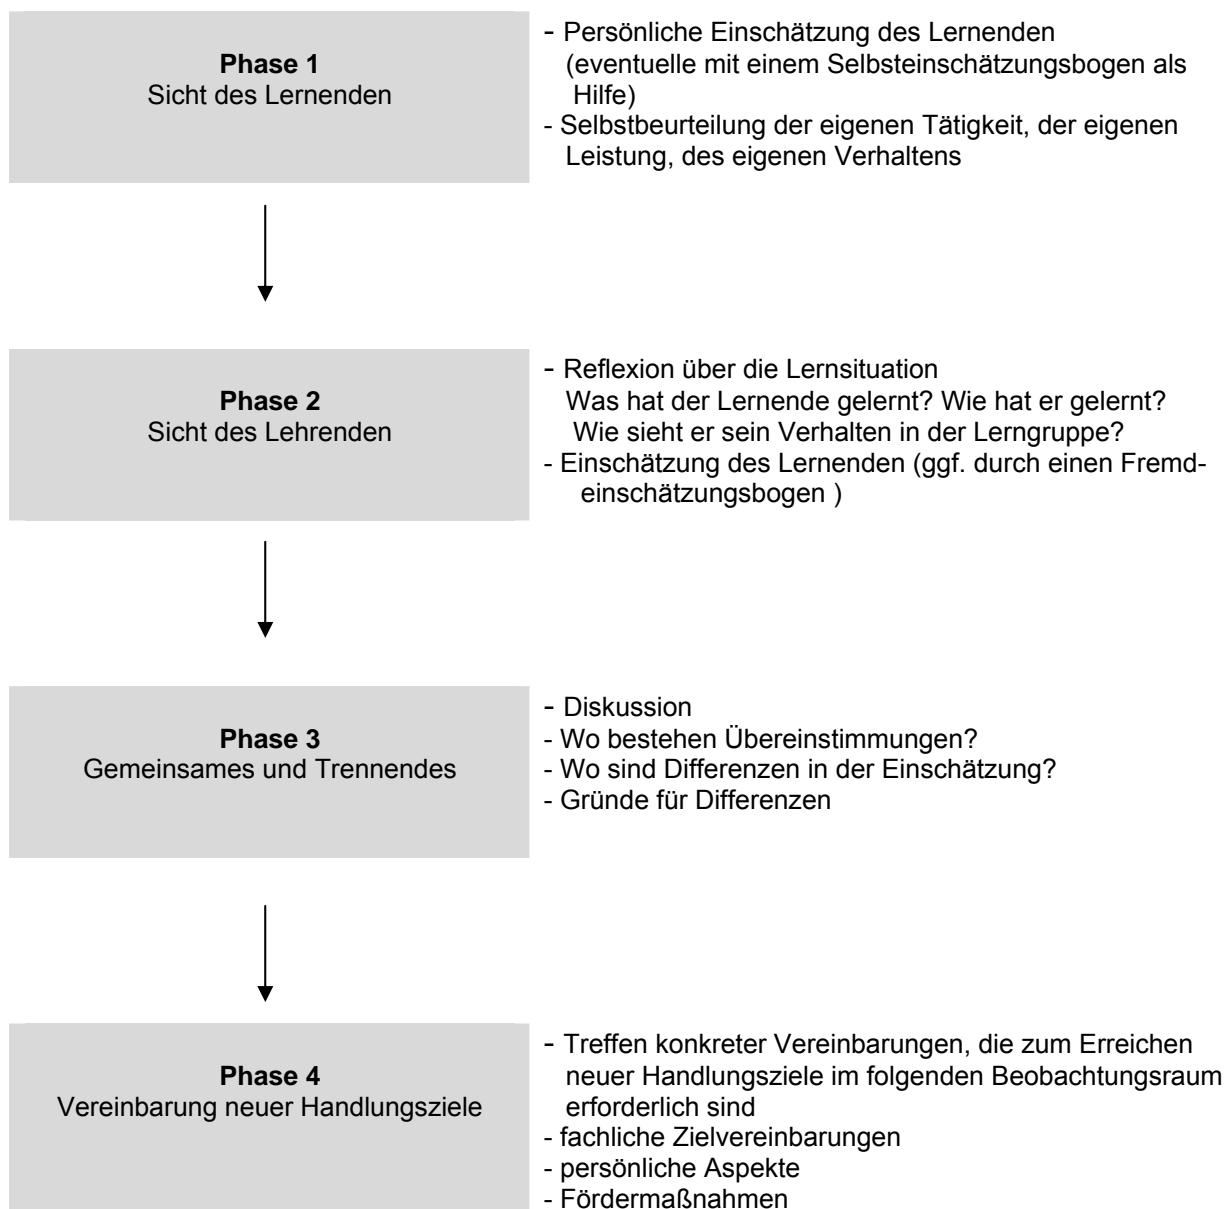 Phase 1
Sicht des Lernenden
- Persönliche Einschätzung des Lernenden
(eventuelle mit einem Selbsteinschätzungsbogen als
Hilfe)
- Selbstbeurteilung der eigenen Tätigkeit, der eigenen
Leistung, des eigenen Verhaltens
Phase 2
Sicht des Lehrenden
- Reflexion über die Lernsituation
Was hat der Lernende gelernt? Wie hat er gelernt?
Wie sieht er sein Verhalten in der Lerngruppe?
- Einschätzung des Lernenden (ggf. durch einen Fremd-
einschätzungsbogen )
Phase 3
Gemeinsames und Trennendes
- Diskussion
- Wo bestehen Übereinstimmungen?
- Wo sind Differenzen in der Einschätzung?
- Gründe für Differenzen
Phase 4
Vereinbarung neuer Handlungsziele
- Treffen konkreter Vereinbarungen, die zum Erreichen
neuer Handlungsziele im folgenden Beobachtungsraum
erforderlich sind
- fachliche Zielvereinbarungen
- persönliche Aspekte
- Fördermaßnahmen